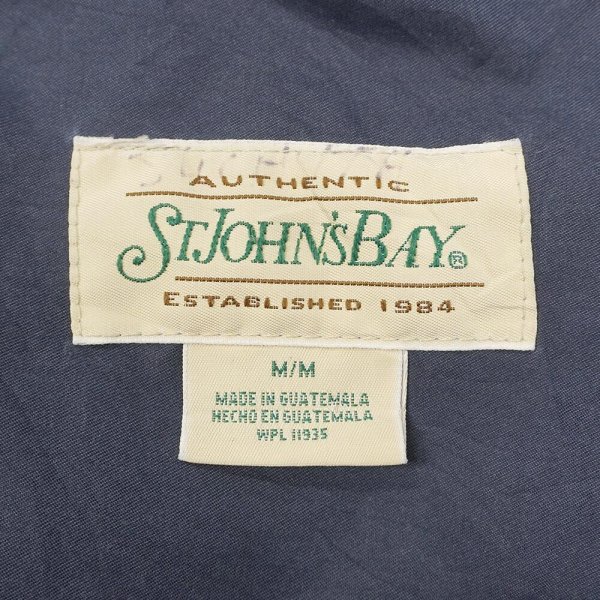 AUTHENTIC
ST. JOHN'S BAY®
ESTABLISHED 1984
M/M
MADE IN GUATEMALA
HECHO EN GUATEMALA
WPL 11935